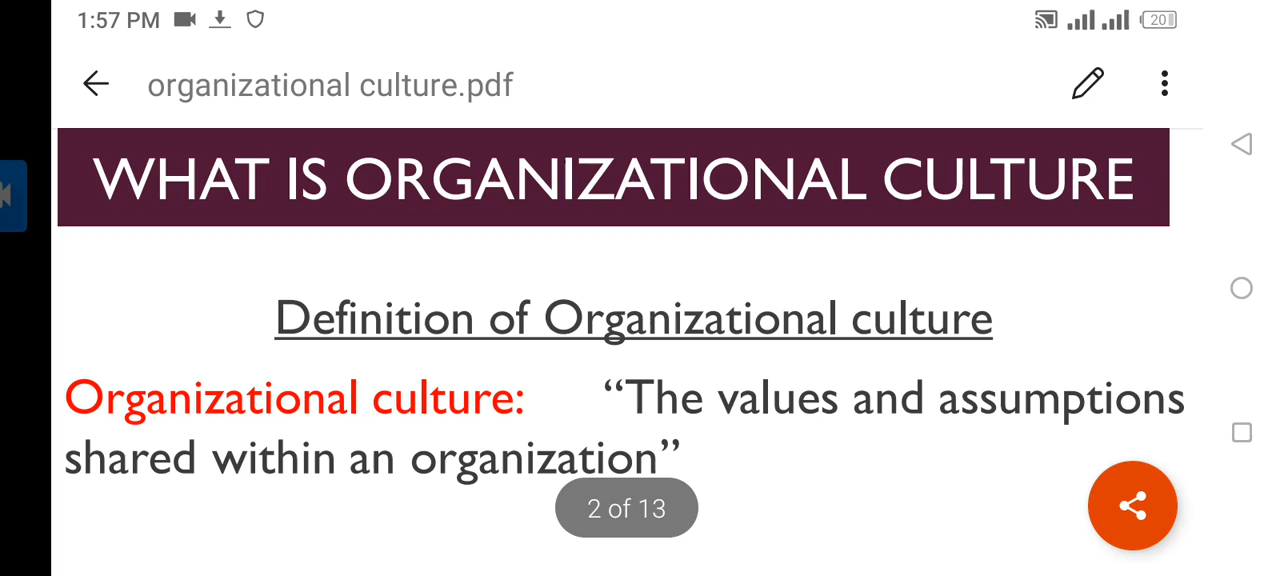 1:57 PM
20
organizational culture.pdf
WHAT IS ORGANIZATIONAL CULTURE
Definition of Organizational culture
Organizational culture: “The values and assumptions
shared within an organization”
2 of 13